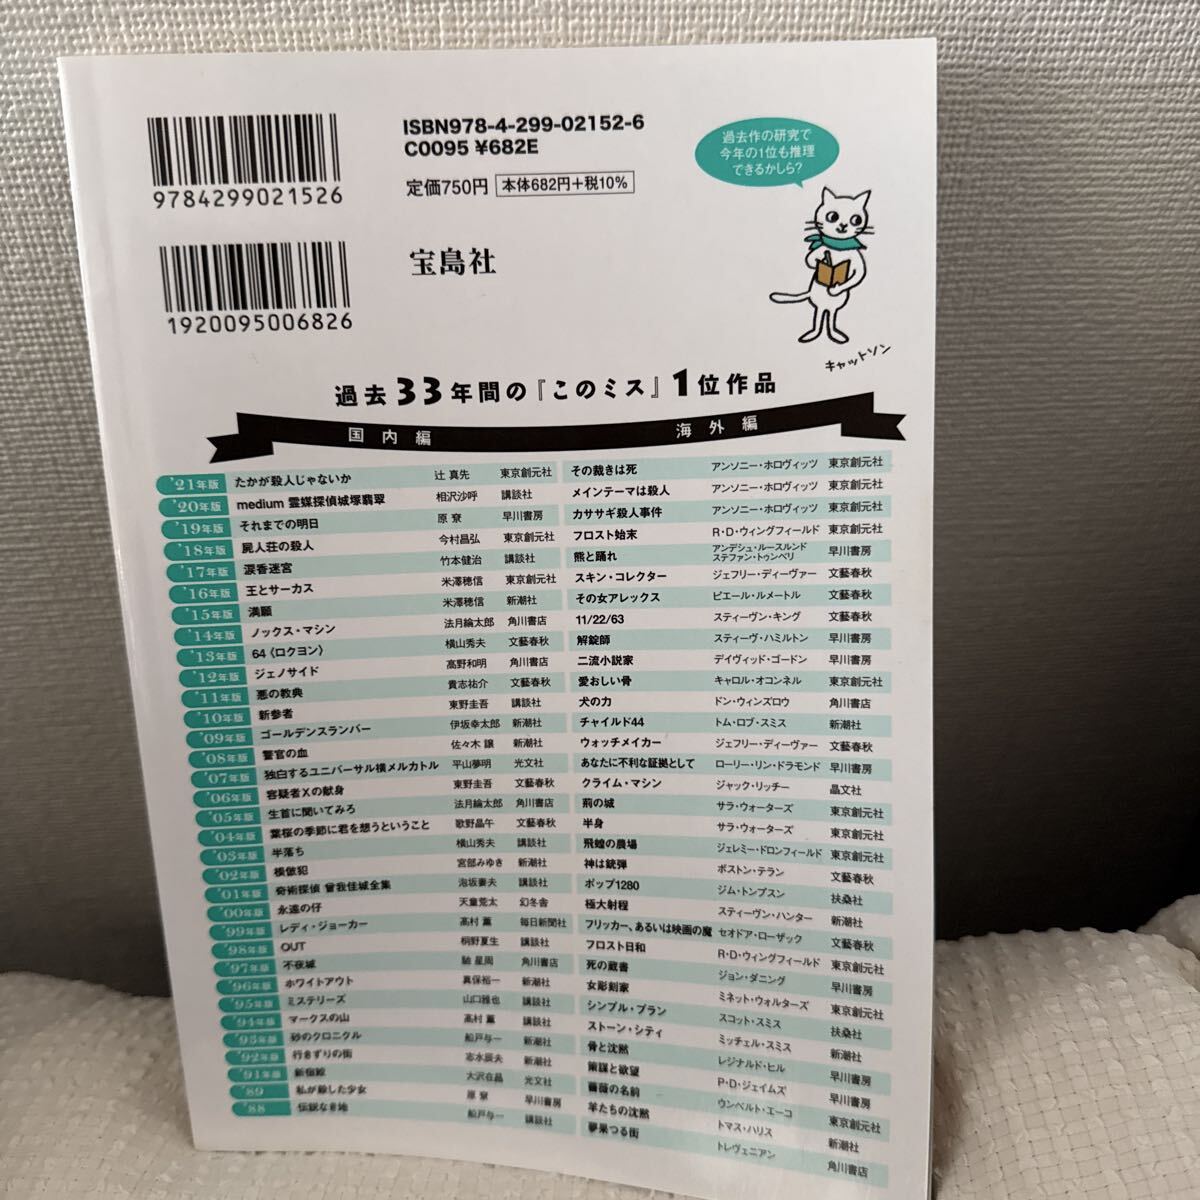 ISBN978-4-299-02152-6
C0095 ¥682E
9784299021526
定価750円 本体682円+税10%
1920095006826
宝島社
過去作の研究で
今年の1位も推理
できるかしら?
キャットソン
過去33年間の『このミス』1位作品
国内編 海外編
'21年版 たかが殺人じゃないか 辻 真先 東京創元社 その裁きは死 アンソニー・ホロヴィッツ 東京創元社
'20年版 medium 霊媒探偵城塚翡翠 相沢沙呼 講談社 メインテーマは殺人 アンソニー・ホロヴィッツ 東京創元社
'19年版 それまでの明日 原 尞 早川書房 カササギ殺人事件 アンソニー・ホロヴィッツ 東京創元社
'18年版 屍人荘の殺人 今村昌弘 東京創元社 フロスト始末 R・D・ウィングフィールド 東京創元社
'17年版 涙香迷宮 竹本健治 講談社 熊と踊れ アンデシュ・ルースルンド ステファン・トゥンベリ 早川書房
'16年版 王とサーカス 米澤穂信 東京創元社 スキン・コレクター ジェフリー・ディーヴァー 文藝春秋
'15年版 満願 米澤穂信 新潮社 その女アレックス ピエール・ルメートル 文藝春秋
'14年版 ノックス・マシン 法月綸太郎 角川書店 11/22/63 スティーヴン・キング 文藝春秋
'13年版 64〈ロクヨン〉 横山秀夫 文藝春秋 解錠師 スティーヴ・ハミルトン 早川書房
'12年版 ジェノサイド 高野和明 角川書店 二流小説家 デイヴィッド・ゴードン 早川書房
'11年版 悪の教典 貴志祐介 文藝春秋 愛おしい骨 キャロル・オコンネル 東京創元社
'10年版 新参者 東野圭吾 講談社 犬の力 ドン・ウィンズロウ 角川書店
'09年版 ゴールデンスランバー 伊坂幸太郎 新潮社 チャイルド44 トム・ロブ・スミス 新潮社
'08年版 警官の血 佐々木 譲 新潮社 ウォッチメイカー ジェフリー・ディーヴァー 文藝春秋
'07年版 独白するユニバーサル横メルカトル 平山夢明 光文社 あなたに不利な証拠として ローリー・リン・ドラモンド 早川書房
'06年版 容疑者Xの献身 東野圭吾 文藝春秋 クライム・マシン ジャック・リッチー 晶文社
'05年版 生首に聞いてみろ 法月綸太郎 角川書店 荊の城 サラ・ウォーターズ 東京創元社
'04年版 葉桜の季節に君を想うということ 歌野晶午 文藝春秋 半身 サラ・ウォーターズ 東京創元社
'03年版 半落ち 横山秀夫 講談社 飛蝗の農場 ジェレミー・ドロンフィールド 東京創元社
'02年版 模倣犯 宮部みゆき 新潮社 神は銃弾 ボストン・テラン 文藝春秋
'01年版 奇術探偵 曾我佳城全集 泡坂妻夫 講談社 ポップ1280 ジム・トンプスン 扶桑社
'00年版 永遠の仔 天童荒太 幻冬舎 極大射程 スティーヴン・ハンター 新潮社
'99年版 レディ・ジョーカー 高村 薫 毎日新聞社 フリッカー、あるいは映画の魔 セオドア・ローザック 文藝春秋
'98年版 OUT 桐野夏生 講談社 フロスト日和 R・D・ウィングフィールド 東京創元社
'97年版 不夜城 馳 星周 角川書店 死の蔵書 ジョン・ダニング 早川書房
'96年版 ホワイトアウト 真保裕一 新潮社 女彫刻家 ミネット・ウォルターズ 東京創元社
'95年版 ミステリーズ 山口雅也 講談社 シンプル・プラン スコット・スミス 扶桑社
'94年版 マークスの山 高村 薫 早川書房 ストーン・シティ ミッチェル・スミス 新潮社
'93年版 砂のクロニクル 船戸与一 骨と沈黙 レジナルド・ヒル 早川書房
'92年版 行きずりの街 志水辰夫 新潮社 策謀と欲望 P・D・ジェイムズ 早川書房
'91年版 新宿鮫 大沢在昌 光文社 薔薇の名前 ウンベルト・エーコ 東京創元社
'89 私が殺した少女 原 尞 早川書房 羊たちの沈黙 トマス・ハリス 新潮社
'88 伝説なき地 船戸与一 講談社 夢果つる街 トレヴェニアン 角川書店